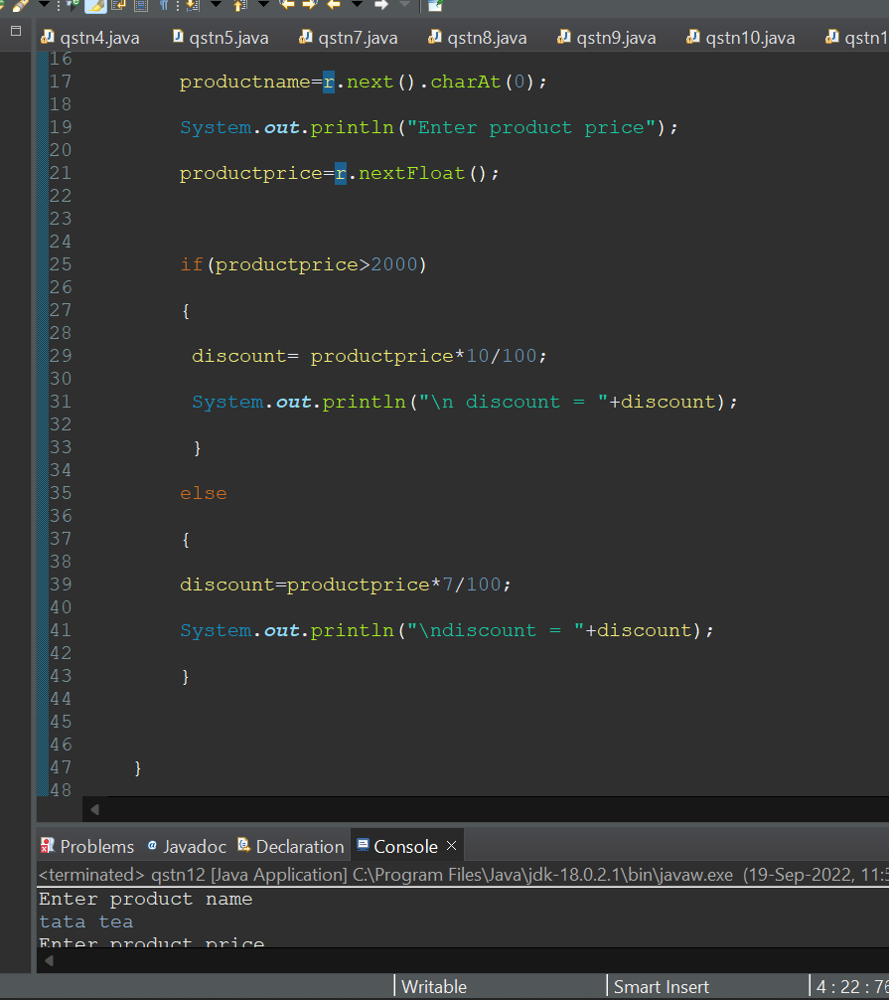 qstn4.java qstn5.java qstn7.java qstn8.java qstn9.java qstn10.java qstn1
16
17 productname=r.next().charAt(0);
18
19 System.out.println("Enter product price");
20
21 productprice=r.nextFloat();
22
23
24
25 if(productprice>2000)
26
27 {
28
29 discount= productprice*10/100;
30
31 System.out.println("\n discount = "+discount);
32
33 }
34
35 else
36
37 {
38
39 discount=productprice*7/100;
40
41 System.out.println("\ndiscount = "+discount);
42
43 }
44
45
46
47 }
48
Problems @ Javadoc Declaration Console ×
<terminated> qstn12 [Java Application] C:\Program Files\Java\jdk-18.0.2.1\bin\javaw.exe (19-Sep-2022, 11:5
Enter product name
tata tea
Enter product price
Writable Smart Insert 4 : 22 : 76